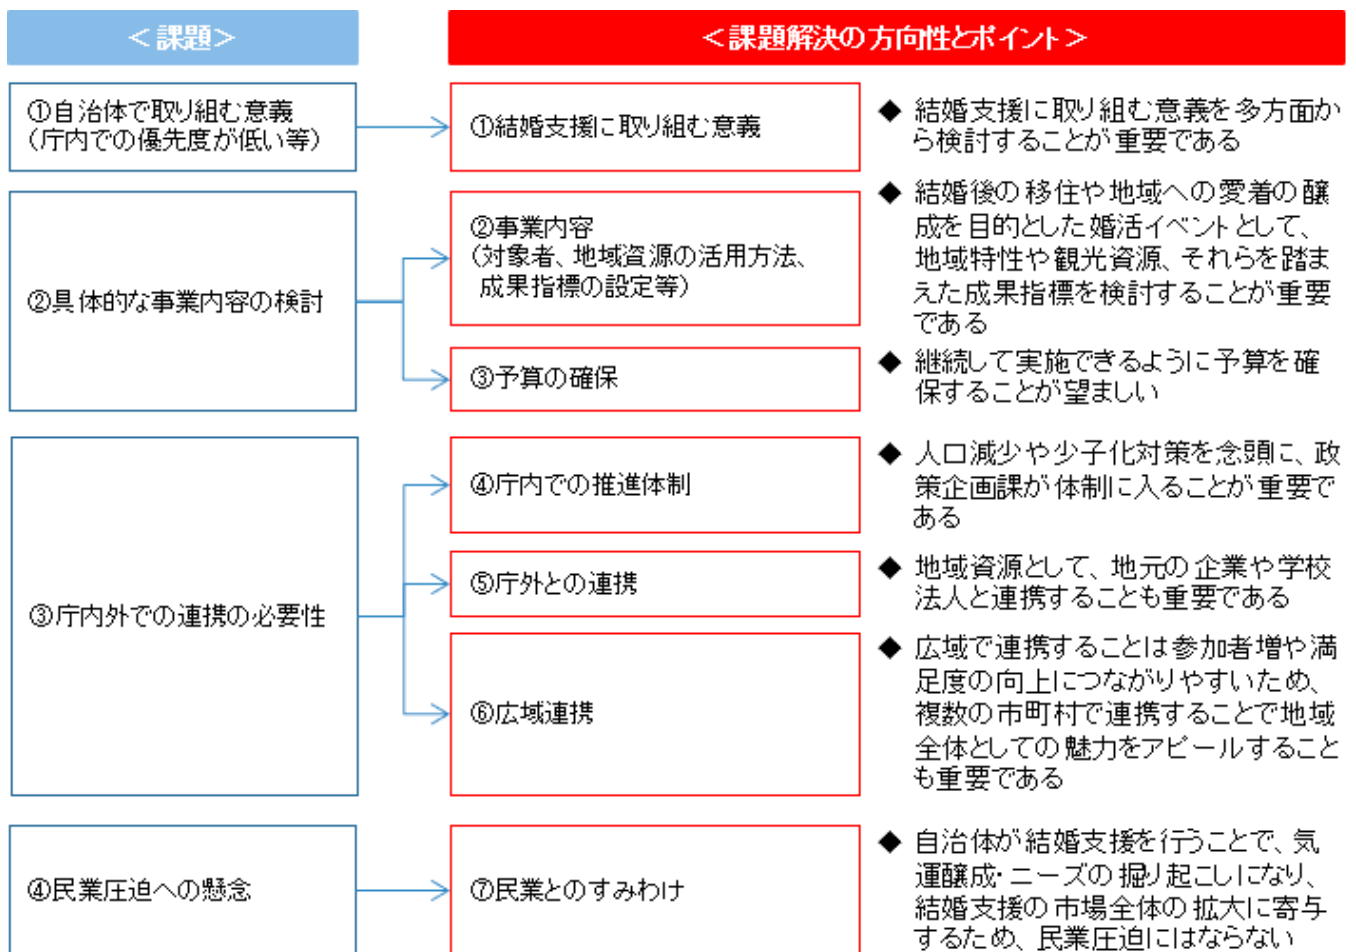 ＜課題＞
＜課題解決の方向性とポイント＞
①自治体で取り組む意義
（庁内での優先度が低い等）
①結婚支援に取り組む意義
◆ 結婚支援に取り組む意義を多方面か
ら検討することが重要である
②具体的な事業内容の検討
②事業内容
（対象者、地域資源の活用方法、
成果指標の設定等）
◆ 結婚後の移住や地域への愛着の醸
成を目的とした婚活イベントとして、
地域特性や観光資源、それらを踏ま
えた成果指標を検討することが重要
である
③予算の確保
◆ 継続して実施できるように予算を確
保することが望ましい
③庁内外での連携の必要性
④庁内での推進体制
◆ 人口減少や少子化対策を念頭に、政
策企画課が体制に入ることが重要で
ある
⑤庁外との連携
◆ 地域資源として、地元の企業や学校
法人と連携することも重要である
⑥広域連携
◆ 広域で連携することは参加者増や満
足度の向上につながりやすいため、
複数の市町村で連携することで地域
全体としての魅力をアピールすること
も重要である
④民業圧迫への懸念
⑦民業とのすみわけ
◆ 自治体が結婚支援を行うことで、気
運醸成・ニーズの掘り起こしになり、
結婚支援の市場全体の拡大に寄与
するため、民業圧迫にはならない